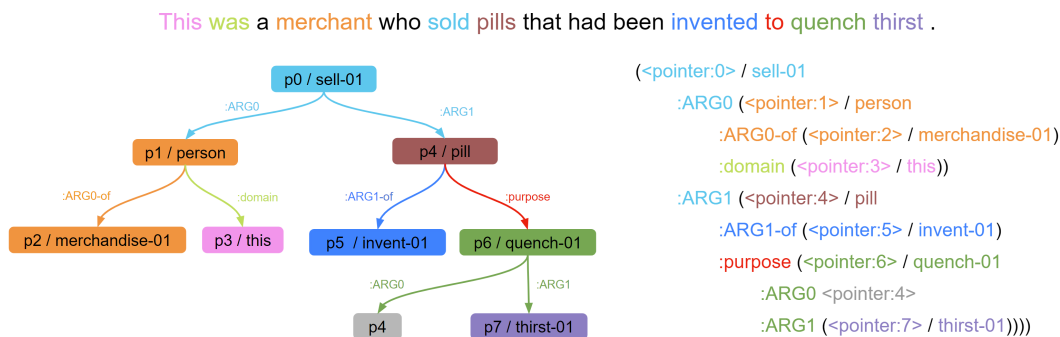 This was a merchant who sold pills that had been invented to quench thirst .
p0 / sell-01
:ARG0
:ARG1
p1 / person
p4 / pill
:ARG0-of
:domain
:ARG1-of
:purpose
p2 / merchandise-01
p3 / this
p5 / invent-01
p6 / quench-01
:ARG0
:ARG1
p4
p7 / thirst-01
(<pointer:0> / sell-01
:ARG0 (<pointer:1> / person
:ARG0-of (<pointer:2> / merchandise-01)
:domain (<pointer:3> / this))
:ARG1 (<pointer:4> / pill
:ARG1-of (<pointer:5> / invent-01)
:purpose (<pointer:6> / quench-01
:ARG0 <pointer:4>
:ARG1 (<pointer:7> / thirst-01))))